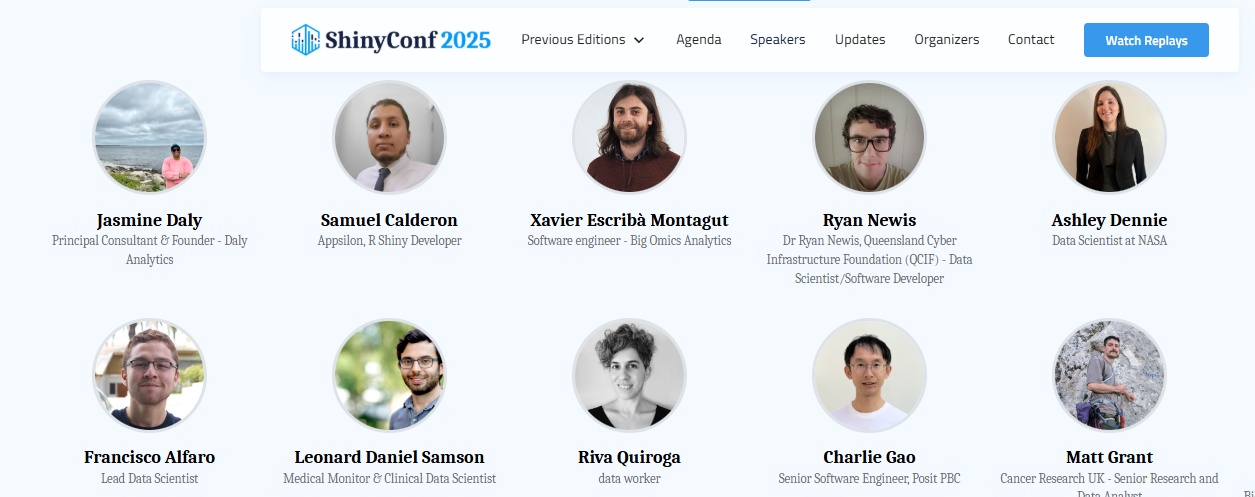 ShinyConf 2025
Previous Editions
Agenda
Speakers
Updates
Organizers
Contact
Watch Replays
Jasmine Daly
Principal Consultant & Founder - Daly
Analytics
Samuel Calderon
Appsilon, R Shiny Developer
Xavier Escribà Montagut
Software engineer - Big Omics Analytics
Ryan Newis
Dr Ryan Newis, Queensland Cyber
Infrastructure Foundation (QCIF) - Data
Scientist/Software Developer
Ashley Dennie
Data Scientist at NASA
Francisco Alfaro
Lead Data Scientist
Leonard Daniel Samson
Medical Monitor & Clinical Data Scientist
Riva Quiroga
data worker
Charlie Gao
Senior Software Engineer, Posit PBC
Matt Grant
Cancer Research UK - Senior Research and
Data Analyst